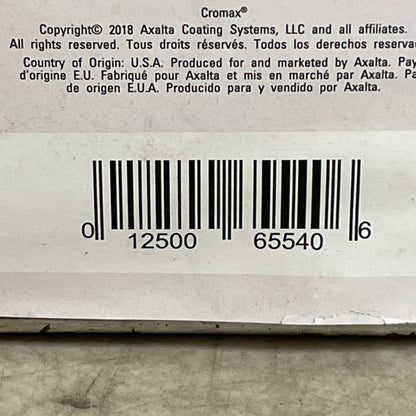 Cromax®
Copyright© 2018 Axalta Coating Systems, LLC and all affiliates.
All rights reserved. Tous droits réservés. Todos los derechos
Country of Origin: U.S.A. Produced for and marketed by Axalta.
d'origine E.U. Fabriqué pour Axalta et mis en marché par Axalta.
de origen E.U.A. Producido para y vendido por Axalta.
0 12500 65540 6